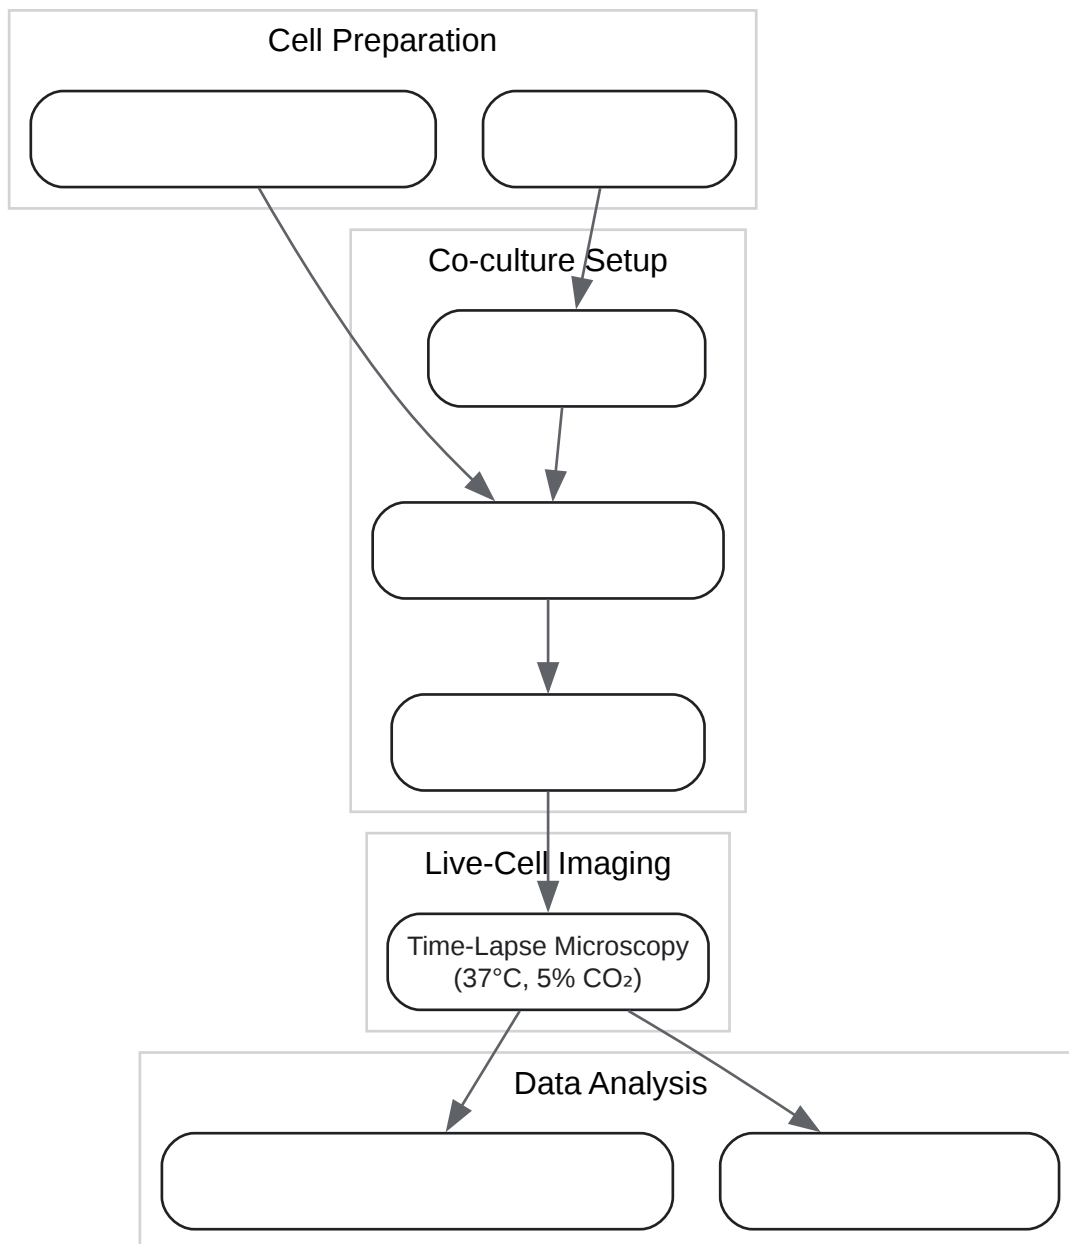 Cell Preparation
Co-culture Setup
Live-Cell Imaging
Time-Lapse Microscopy
(37°C, 5% CO₂)
Data Analysis